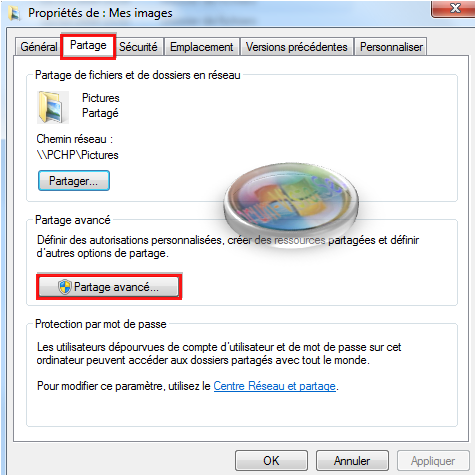 Propriétés de : Mes images
Général
Partage
Sécurité
Emplacement
Versions précédentes
Personnaliser
Partage de fichiers et de dossiers en réseau
Pictures
Partagé
Chemin réseau :
\\PCHP\Pictures
Partager...
Partage avancé
Définir des autorisations personnalisées, créer des ressources partagées et définir
d'autres options de partage.
Partage avancé...
Protection par mot de passe
Les utilisateurs dépourvues de compte d'utilisateur et de mot de passe sur cet
ordinateur peuvent accéder aux dossiers partagés avec tout le monde.
Pour modifier ce paramètre, utilisez le Centre Réseau et partage.
OK
Annuler
Appliquer